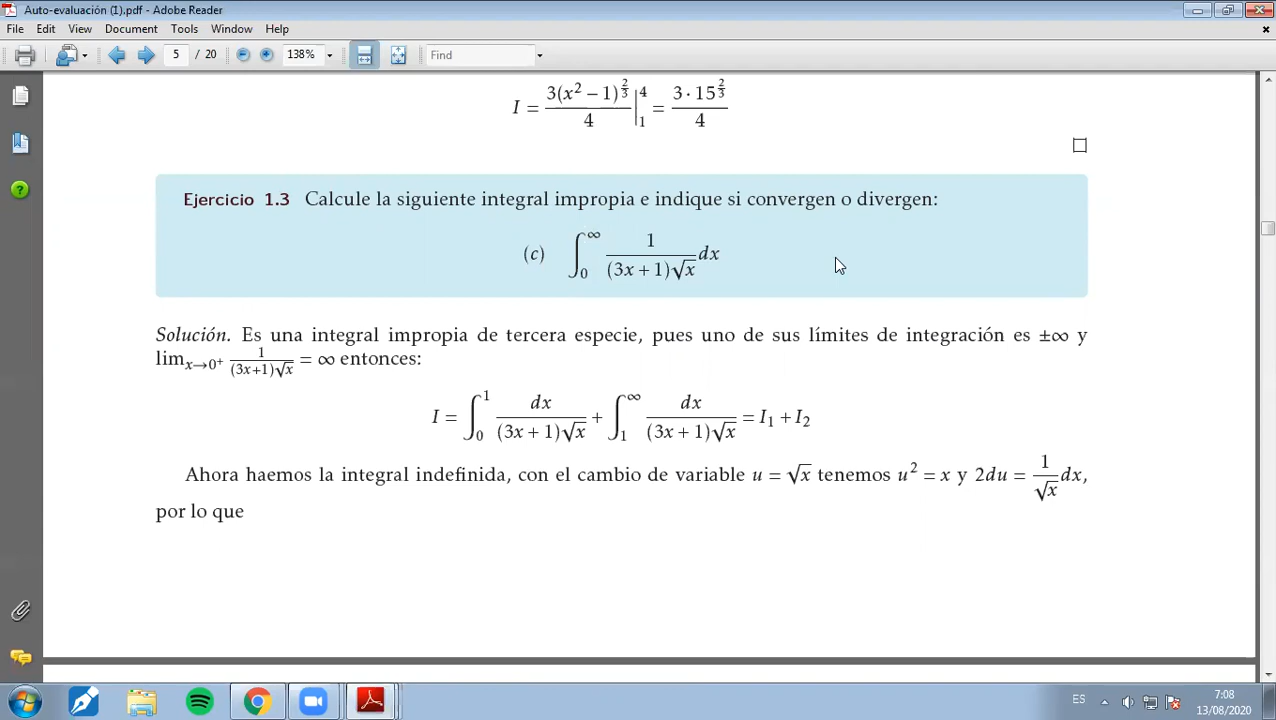 Auto-evaluación (1).pdf - Adobe Reader
File Edit View Document Tools Window Help
5 / 20 138% Find
I = 3(x² − 1)^{2/3} / 4 |_1^4 = 3 · 15^{2/3} / 4
□
Ejercicio 1.3 Calcule la siguiente integral impropia e indique si convergen o divergen:
(c) ∫_0^∞ 1 / ((3x + 1)√x) dx
Solución. Es una integral impropia de tercera especie, pues uno de sus límites de integración es ±∞ y
lim_{x→0⁺} 1 / ((3x+1)√x) = ∞ entonces:
I = ∫_0^1 dx / ((3x + 1)√x) + ∫_1^∞ dx / ((3x + 1)√x) = I₁ + I₂
Ahora haemos la integral indefinida, con el cambio de variable u = √x tenemos u² = x y 2du = 1/√x dx,
por lo que
ES 7:08
13/08/2020